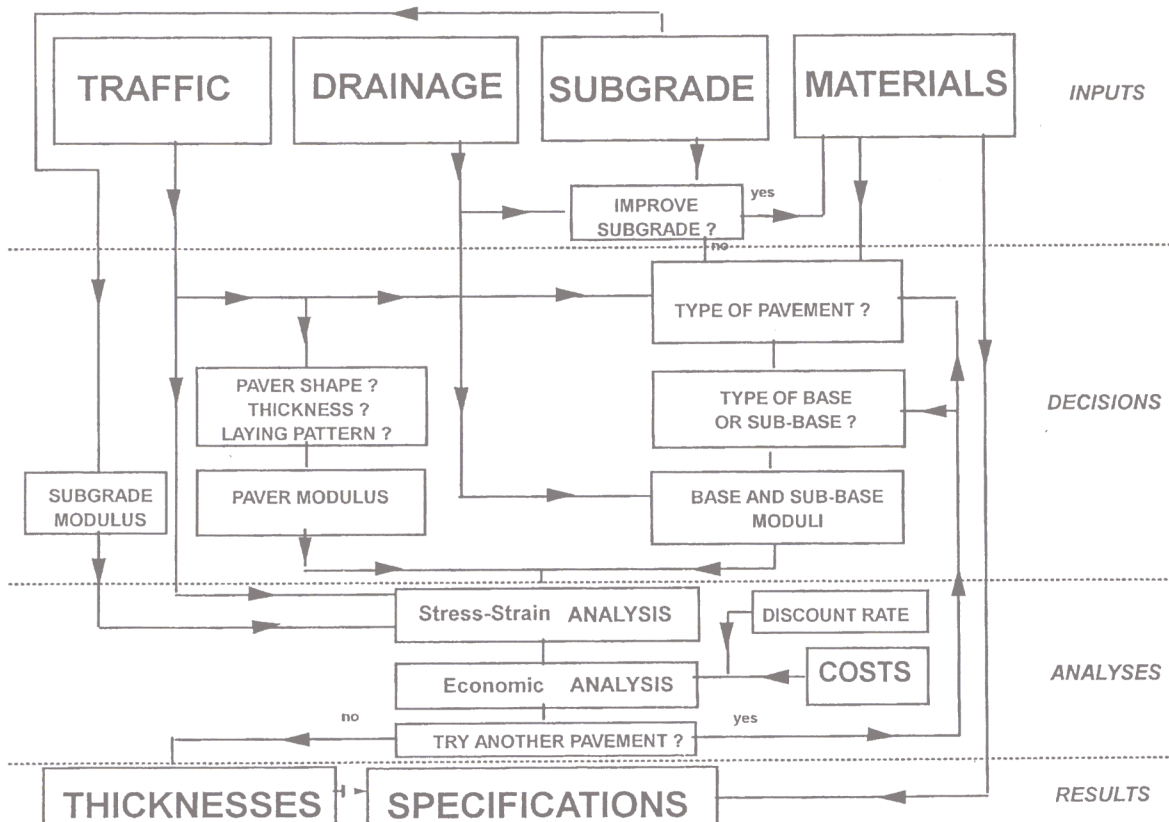 TRAFFIC
DRAINAGE
SUBGRADE
MATERIALS
INPUTS
IMPROVE
SUBGRADE ?
yes
no
TYPE OF PAVEMENT ?
PAVER SHAPE ?
THICKNESS ?
LAYING PATTERN ?
TYPE OF BASE
OR SUB-BASE ?
DECISIONS
SUBGRADE
MODULUS
PAVER MODULUS
BASE AND SUB-BASE
MODULI
Stress-Strain ANALYSIS
DISCOUNT RATE
Economic ANALYSIS
COSTS
ANALYSES
no
TRY ANOTHER PAVEMENT ?
yes
THICKNESSES
SPECIFICATIONS
RESULTS